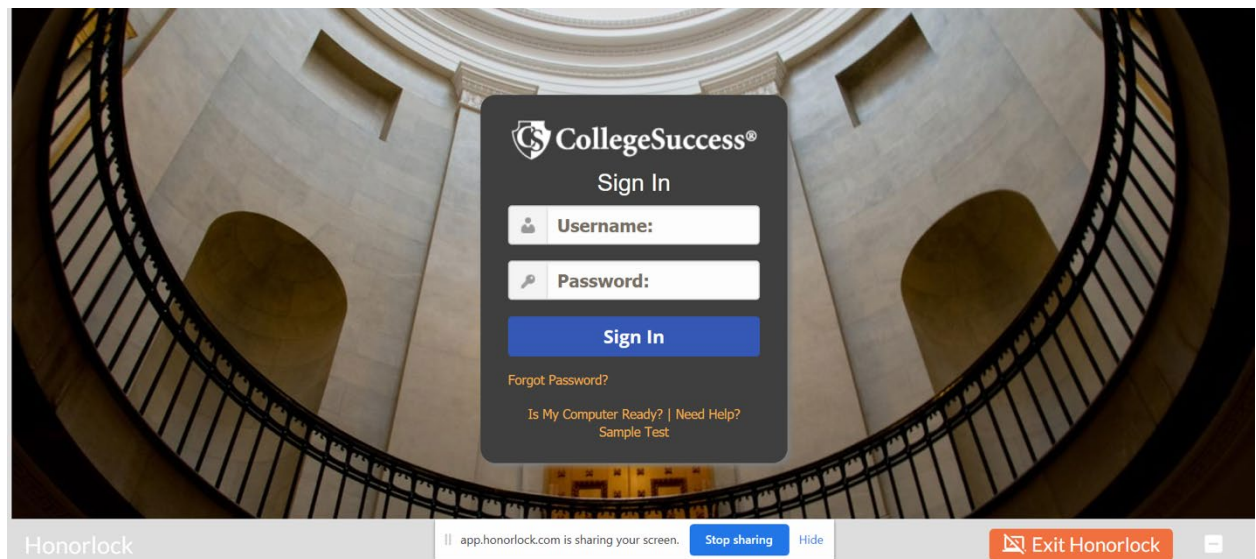 CS CollegeSuccess®
Sign In
Username:
Password:
Sign In
Forgot Password?
Is My Computer Ready? | Need Help?
Sample Test
Honorlock
app.honorlock.com is sharing your screen. Stop sharing Hide
Exit Honorlock